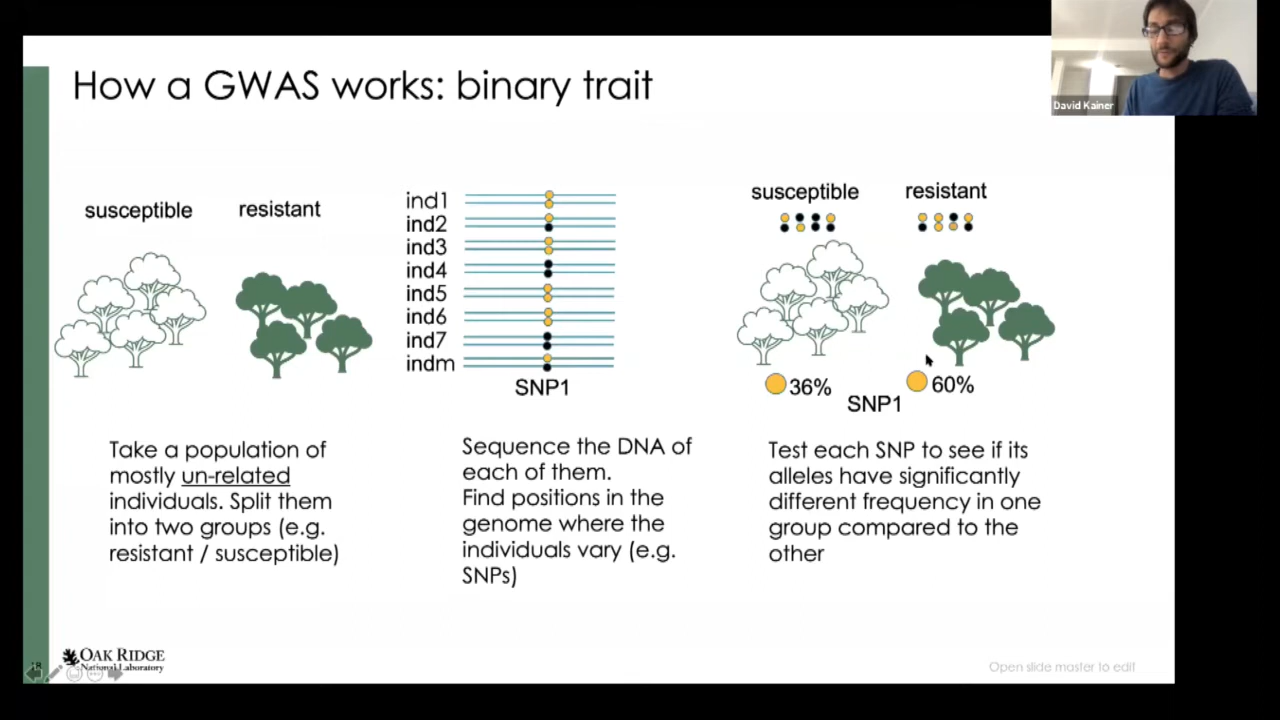 How a GWAS works: binary trait
David Kainer
susceptible
resistant
ind1
ind2
ind3
ind4
ind5
ind6
ind7
indm
SNP1
susceptible
resistant
36%
60%
SNP1
Take a population of
mostly un-related
individuals. Split them
into two groups (e.g.
resistant / susceptible)
Sequence the DNA of
each of them.
Find positions in the
genome where the
individuals vary (e.g.
SNPs)
Test each SNP to see if its
alleles have significantly
different frequency in one
group compared to the
other
18
OAK RIDGE
National Laboratory
Open slide master to edit